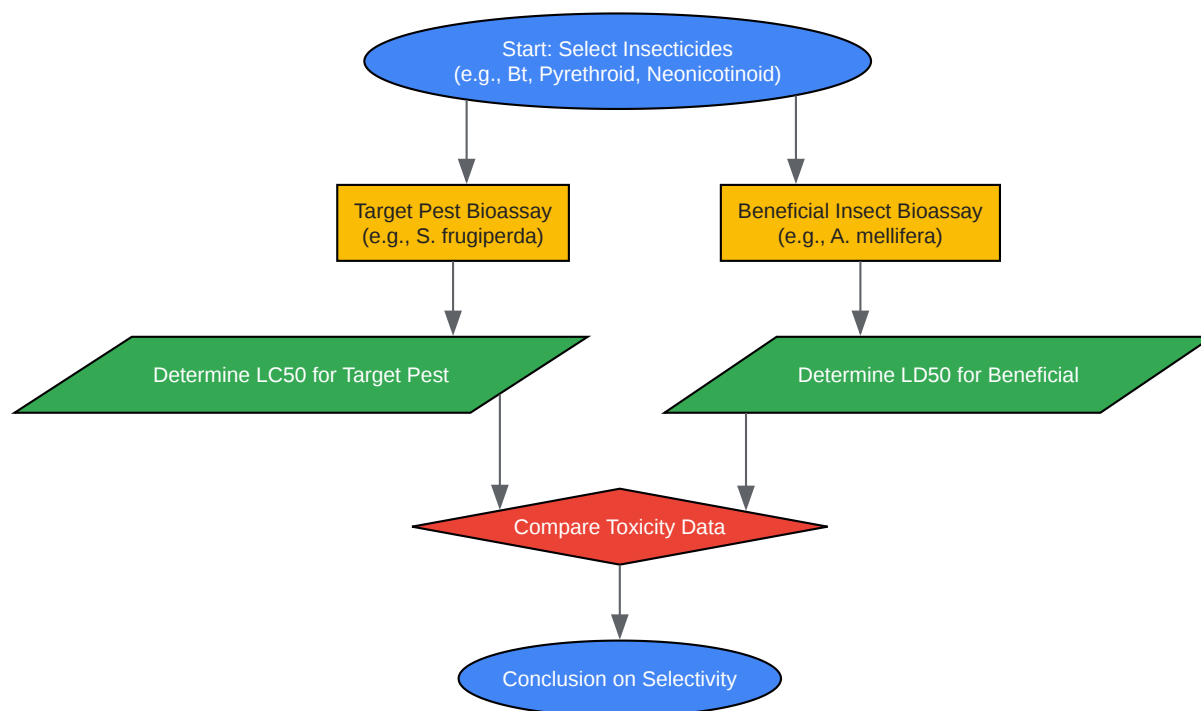 Start: Select Insecticides
(e.g., Bt, Pyrethroid, Neonicotinoid)
Target Pest Bioassay
(e.g., S. frugiperda)
Beneficial Insect Bioassay
(e.g., A. mellifera)
Determine LC50 for Target Pest
Determine LD50 for Beneficial
Compare Toxicity Data
Conclusion on Selectivity